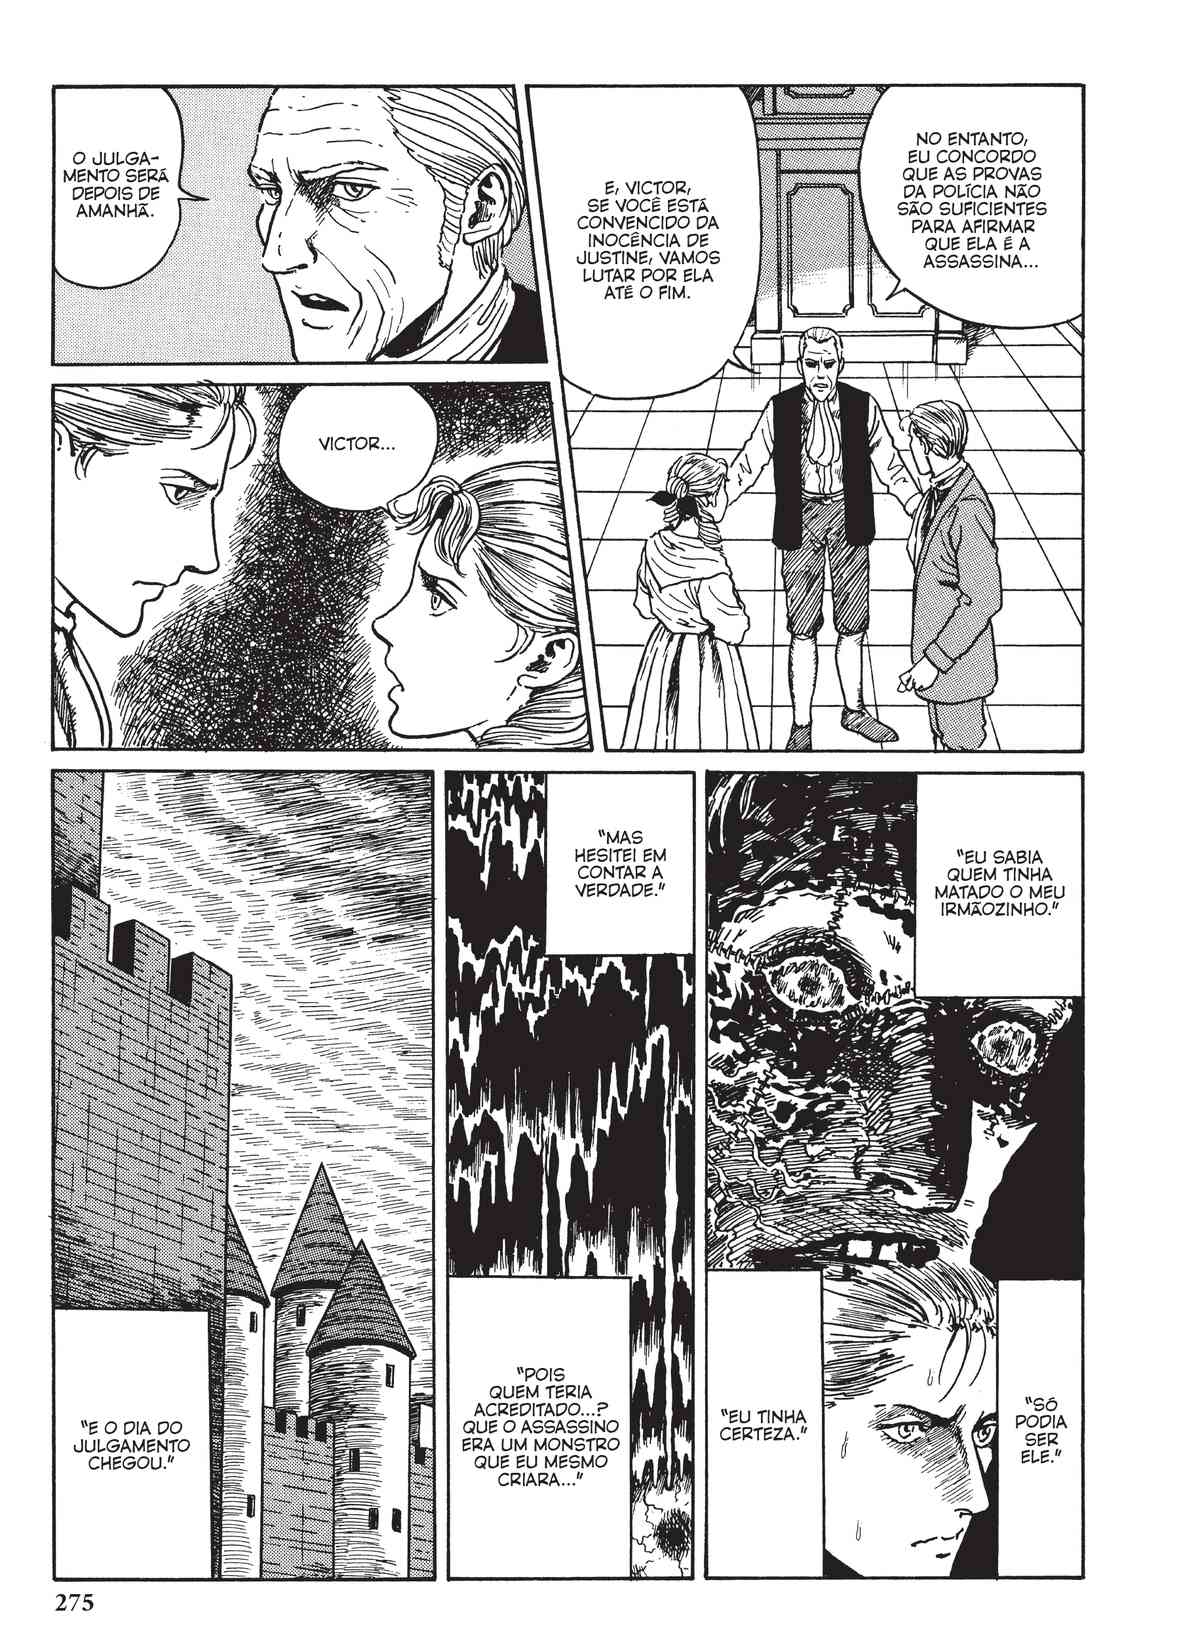 NO ENTANTO,
EU CONCORDO
QUE AS PROVAS
DA POLÍCIA NÃO
SÃO SUFICIENTES
PARA AFIRMAR
QUE ELA É A
ASSASSINA...
E, VICTOR,
SE VOCÊ ESTÁ
CONVENCIDO DA
INOCÊNCIA DE
JUSTINE, VAMOS
LUTAR POR ELA
ATÉ O FIM.
O JULGA-
MENTO SERÁ
DEPOIS DE
AMANHÃ.
VICTOR...
"EU SABIA
QUEM TINHA
MATADO O MEU
IRMÃOZINHO."
"SÓ
PODIA
SER
ELE."
"EU TINHA
CERTEZA."
"MAS
HESITEI EM
CONTAR A
VERDADE."
"POIS
QUEM TERIA
ACREDITADO...?
QUE O ASSASSINO
ERA UM MONSTRO
QUE EU MESMO
CRIARA..."
"E O DIA DO
JULGAMENTO
CHEGOU."
275